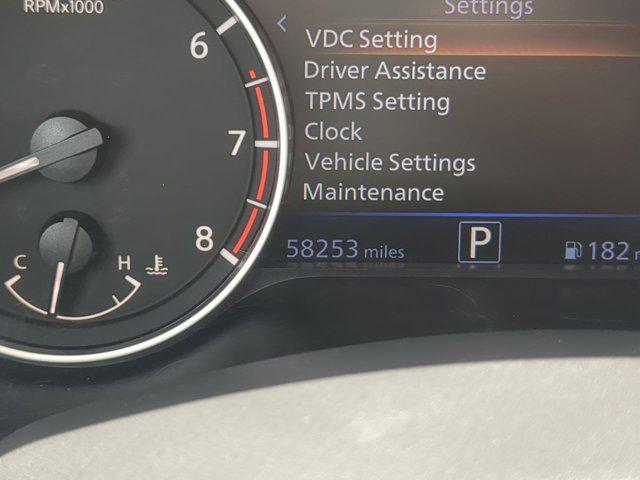 RPMx1000
Settings
6
VDC Setting
Driver Assistance
TPMS Setting
7
Clock
Vehicle Settings
Maintenance
8
58253 miles
P
182
C
H